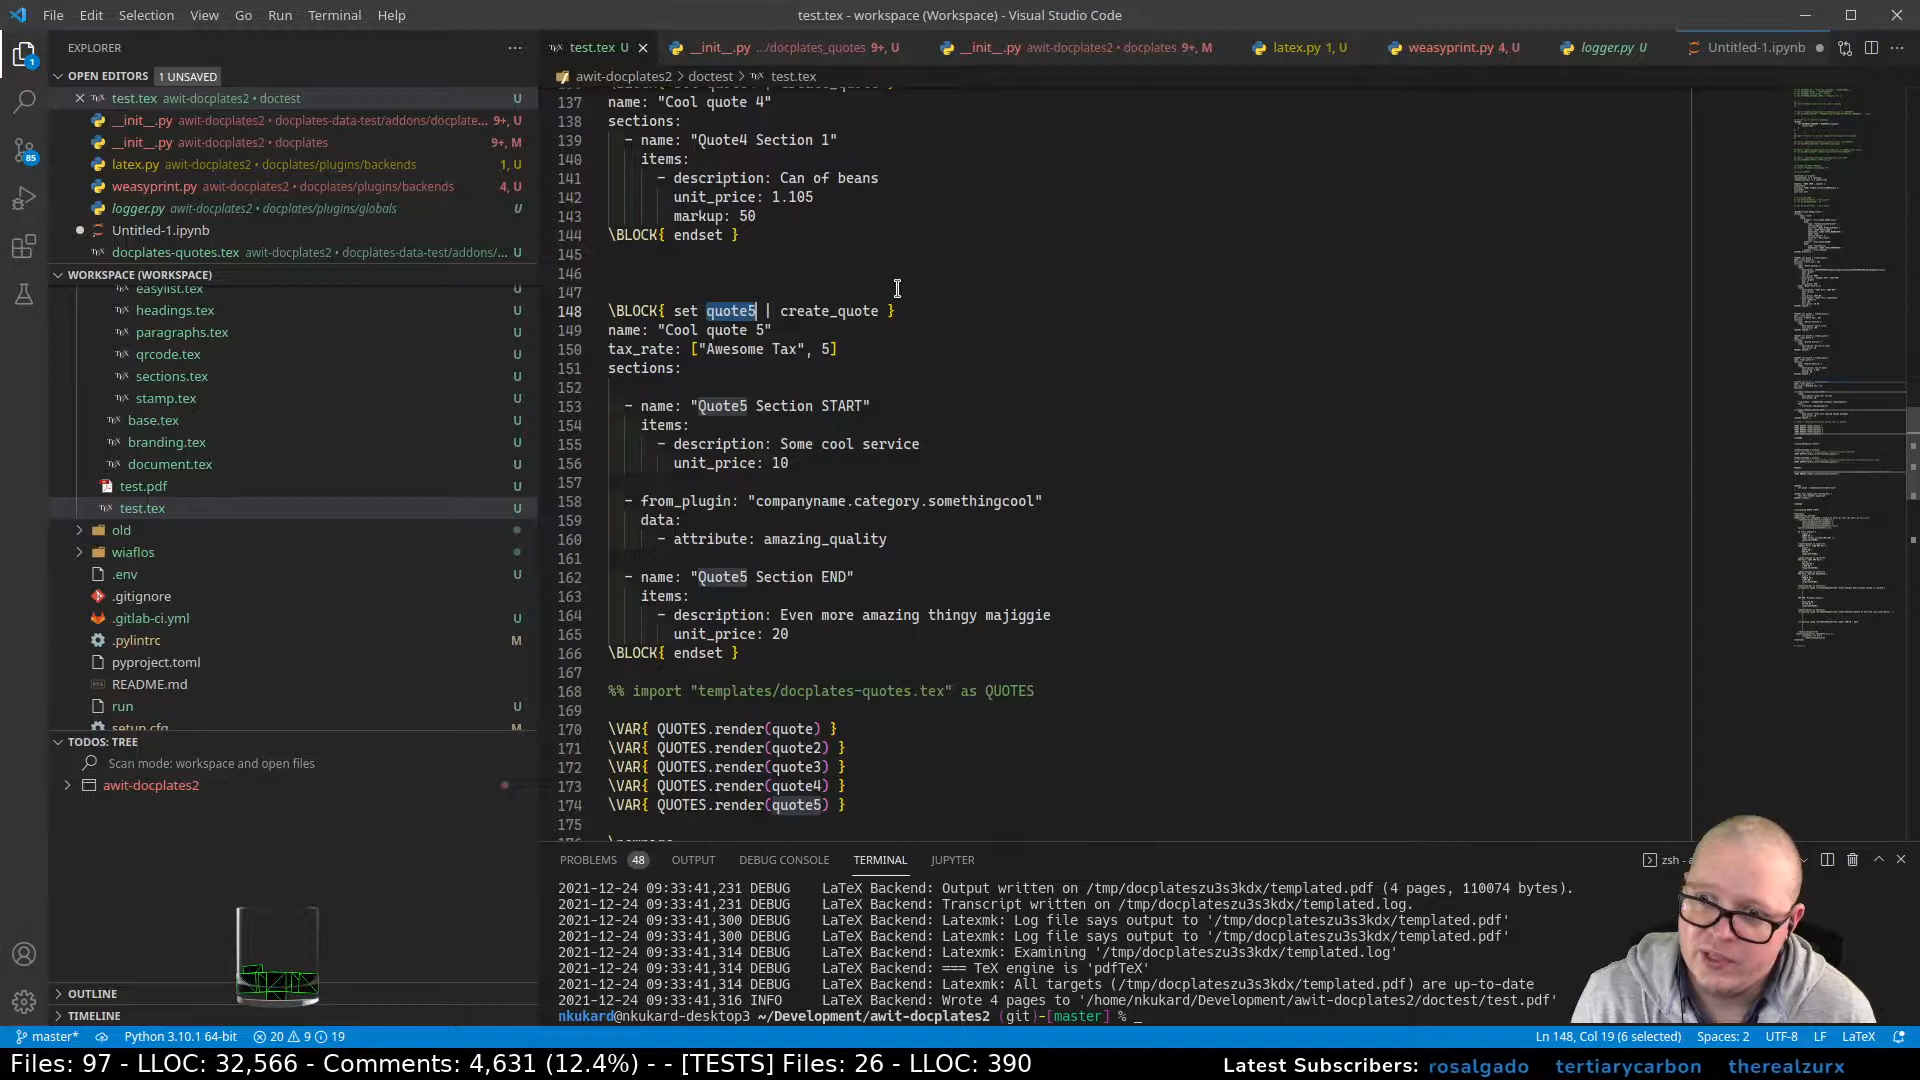 File Edit Selection View Go Run Terminal Help
test.tex - workspace (Workspace) - Visual Studio Code
EXPLORER
test.tex U
__init__.py .../docplates_quotes 9+, U
__init__.py awit-docplates2 • docplates 9+, M
latex.py 1, U
weasyprint.py 4, U
logger.py U
Untitled-1.ipynb
OPEN EDITORS 1 UNSAVED
test.tex awit-docplates2 • doctest U
__init__.py awit-docplates2 • docplates-data-test/addons/docplate... 9+, U
__init__.py awit-docplates2 • docplates 9+, M
latex.py awit-docplates2 • docplates/plugins/backends 1, U
weasyprint.py awit-docplates2 • docplates/plugins/backends 4, U
logger.py awit-docplates2 • docplates/plugins/globals U
Untitled-1.ipynb
docplates-quotes.tex awit-docplates2 • docplates-data-test/addons/... U
WORKSPACE (WORKSPACE)
easylist.tex U
headings.tex U
paragraphs.tex U
qrcode.tex U
sections.tex U
stamp.tex U
base.tex U
branding.tex U
document.tex U
test.pdf U
test.tex U
old
wiaflos
.env U
.gitignore
.gitlab-ci.yml U
.pylintrc M
pyproject.toml
README.md
run U
setup.cfg M
TODOS: TREE
Scan mode: workspace and open files
awit-docplates2
OUTLINE
TIMELINE
awit-docplates2 > doctest > test.tex
137 name: "Cool quote 4"
138 sections:
139 - name: "Quote4 Section 1"
140 items:
141 - description: Can of beans
142 unit_price: 1.105
143 markup: 50
144 \BLOCK{ endset }
145
146
147
148 \BLOCK{ set quote5 | create_quote }
149 name: "Cool quote 5"
150 tax_rate: ["Awesome Tax", 5]
151 sections:
152
153 - name: "Quote5 Section START"
154 items:
155 - description: Some cool service
156 unit_price: 10
157
158 - from_plugin: "companyname.category.somethingcool"
159 data:
160 - attribute: amazing_quality
161
162 - name: "Quote5 Section END"
163 items:
164 - description: Even more amazing thingy majiggie
165 unit_price: 20
166 \BLOCK{ endset }
167
168 %% import "templates/docplates-quotes.tex" as QUOTES
169
170 \VAR{ QUOTES.render(quote) }
171 \VAR{ QUOTES.render(quote2) }
172 \VAR{ QUOTES.render(quote3) }
173 \VAR{ QUOTES.render(quote4) }
174 \VAR{ QUOTES.render(quote5) }
175
PROBLEMS 48 OUTPUT DEBUG CONSOLE TERMINAL JUPYTER
zsh
2021-12-24 09:33:41,231 DEBUG LaTeX Backend: Output written on /tmp/docplateszu3s3kdx/templated.pdf (4 pages, 110074 bytes).
2021-12-24 09:33:41,231 DEBUG LaTeX Backend: Transcript written on /tmp/docplateszu3s3kdx/templated.log.
2021-12-24 09:33:41,300 DEBUG LaTeX Backend: Latexmk: Log file says output to '/tmp/docplateszu3s3kdx/templated.pdf'
2021-12-24 09:33:41,300 DEBUG LaTeX Backend: Latexmk: Log file says output to '/tmp/docplateszu3s3kdx/templated.pdf'
2021-12-24 09:33:41,314 DEBUG LaTeX Backend: Latexmk: Examining '/tmp/docplateszu3s3kdx/templated.log'
2021-12-24 09:33:41,314 DEBUG LaTeX Backend: === TeX engine is 'pdfTeX'
2021-12-24 09:33:41,314 DEBUG LaTeX Backend: Latexmk: All targets (/tmp/docplateszu3s3kdx/templated.pdf) are up-to-date
2021-12-24 09:33:41,316 INFO LaTeX Backend: Wrote 4 pages to '/home/nkukard/Development/awit-docplates2/doctest/test.pdf'
nkukard@nkukard-desktop3 ~/Development/awit-docplates2 (git)-[master] % _
1
85
master* Python 3.10.1 64-bit 20 9 19
Ln 148, Col 19 (6 selected) Spaces: 2 UTF-8 LF LaTeX
Files: 97 - LLOC: 32,566 - Comments: 4,631 (12.4%) - - [TESTS] Files: 26 - LLOC: 390
Latest Subscribers: rosalgado tertiarycarbon therealzurx